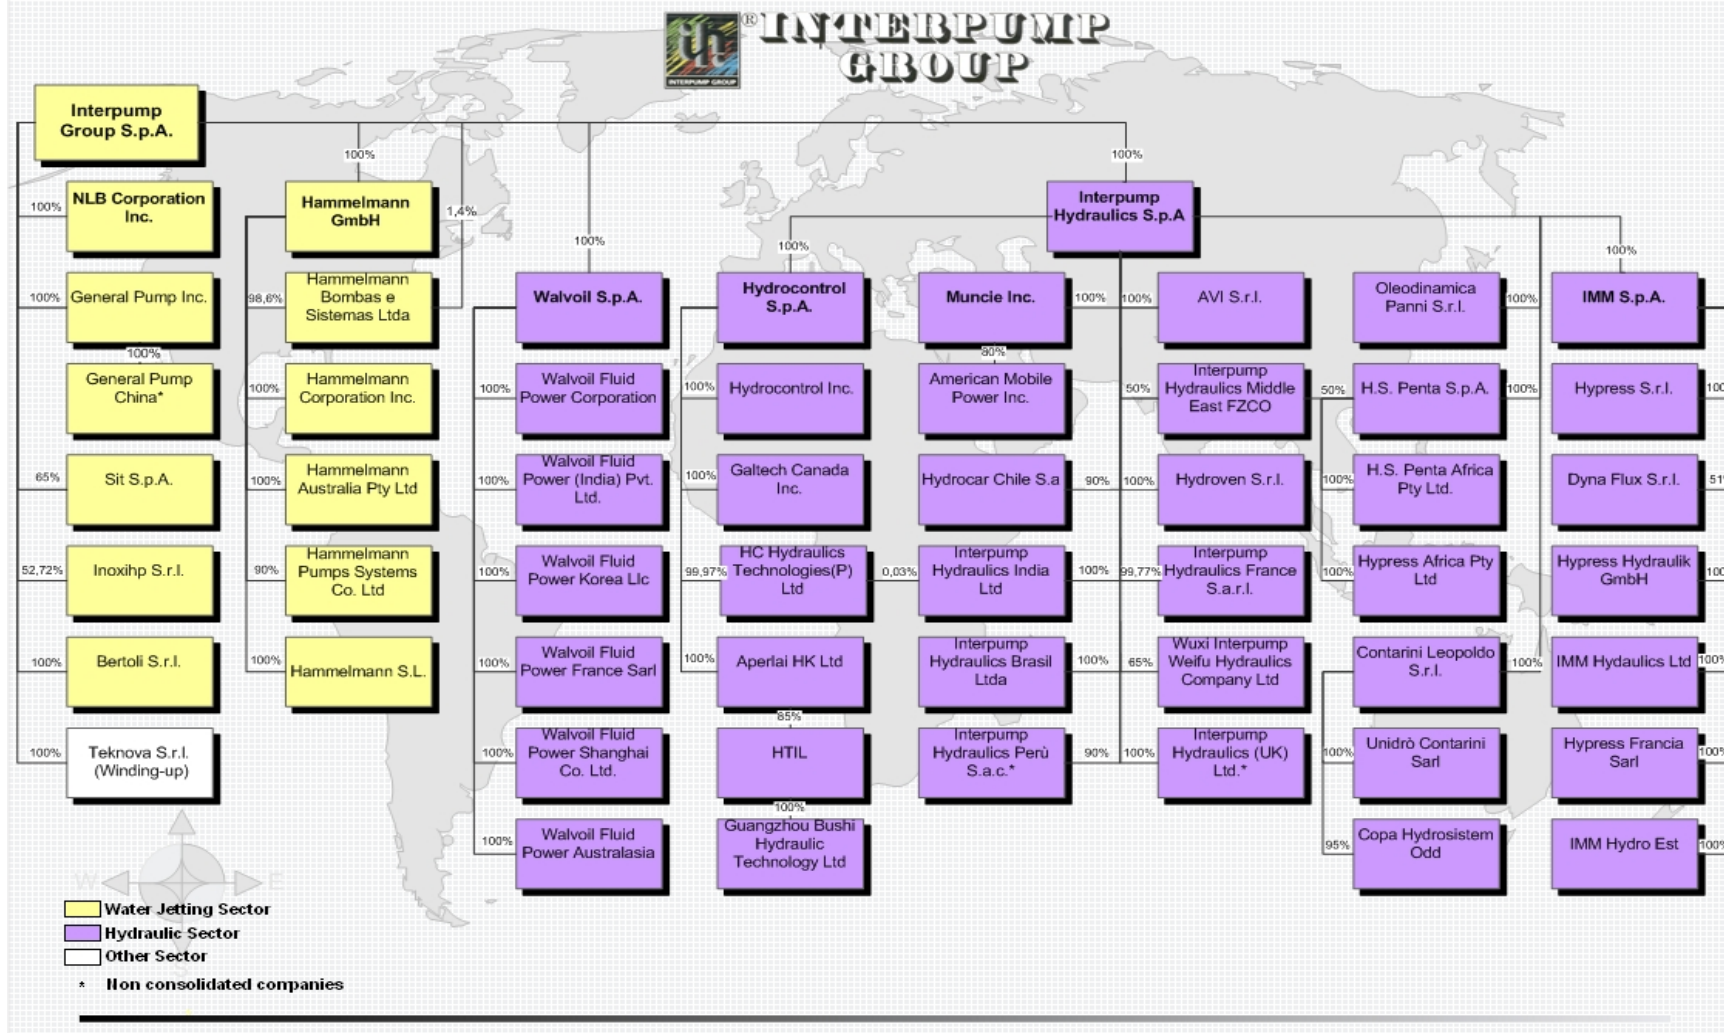 ® INTERPUMP
GROUP
INTERPUMP GROUP
Interpump
Group S.p.A.
100%
100%
NLB Corporation
Inc.
100%
Hammelmann
GmbH
1,4%
100%
Interpump
Hydraulics S.p.A
100%
100%
General Pump Inc.
100%
Hammelmann
Bombas e
Sistemas Ltda
98,6%
Walvoil S.p.A.
Hydrocontrol
S.p.A.
Muncie Inc.
100%
100%
AVI S.r.l.
Oleodinamica
Panni S.r.l.
100%
IMM S.p.A.
100%
General Pump
China*
100%
Hammelmann
Corporation Inc.
100%
Walvoil Fluid
Power Corporation
100%
Hydrocontrol Inc.
80%
American Mobile
Power Inc.
50%
Interpump
Hydraulics Middle
East FZCO
50%
H.S. Penta S.p.A.
100%
Hypress S.r.l.
65%
Sit S.p.A.
100%
Hammelmann
Australia Pty Ltd
100%
Walvoil Fluid
Power (India) Pvt.
Ltd.
100%
Galtech Canada
Inc.
Hydrocar Chile S.a
90%
100%
Hydroven S.r.l.
100%
H.S. Penta Africa
Pty Ltd.
Dyna Flux S.r.l.
52,72%
Inoxihp S.r.l.
90%
Hammelmann
Pumps Systems
Co. Ltd
100%
Walvoil Fluid
Power Korea Llc
99,97%
HC Hydraulics
Technologies(P)
Ltd
0,03%
Interpump
Hydraulics India
Ltd
100%
99,77%
Interpump
Hydraulics France
S.a.r.l.
100%
Hypress Africa Pty
Ltd
Hypress Hydraulik
GmbH
100%
Bertoli S.r.l.
100%
Hammelmann S.L.
100%
Walvoil Fluid
Power France Sarl
100%
Aperlai HK Ltd
Interpump
Hydraulics Brasil
Ltda
100%
65%
Wuxi Interpump
Weifu Hydraulics
Company Ltd
Contarini Leopoldo
S.r.l.
100%
IMM Hydaulics Ltd
100%
100%
Teknova S.r.l.
(Winding-up)
100%
Walvoil Fluid
Power Shanghai
Co. Ltd.
85%
HTIL
Interpump
Hydraulics Perù
S.a.c.*
90%
100%
Interpump
Hydraulics (UK)
Ltd.*
100%
Unidrò Contarini
Sarl
Hypress Francia
Sarl
100%
100%
Walvoil Fluid
Power Australasia
100%
Guangzhou Bushi
Hydraulic
Technology Ltd
95%
Copa Hydrosistem
Odd
IMM Hydro Est
100%
W
E
Water Jetting Sector
Hydraulic Sector
Other Sector
S
* Non consolidated companies